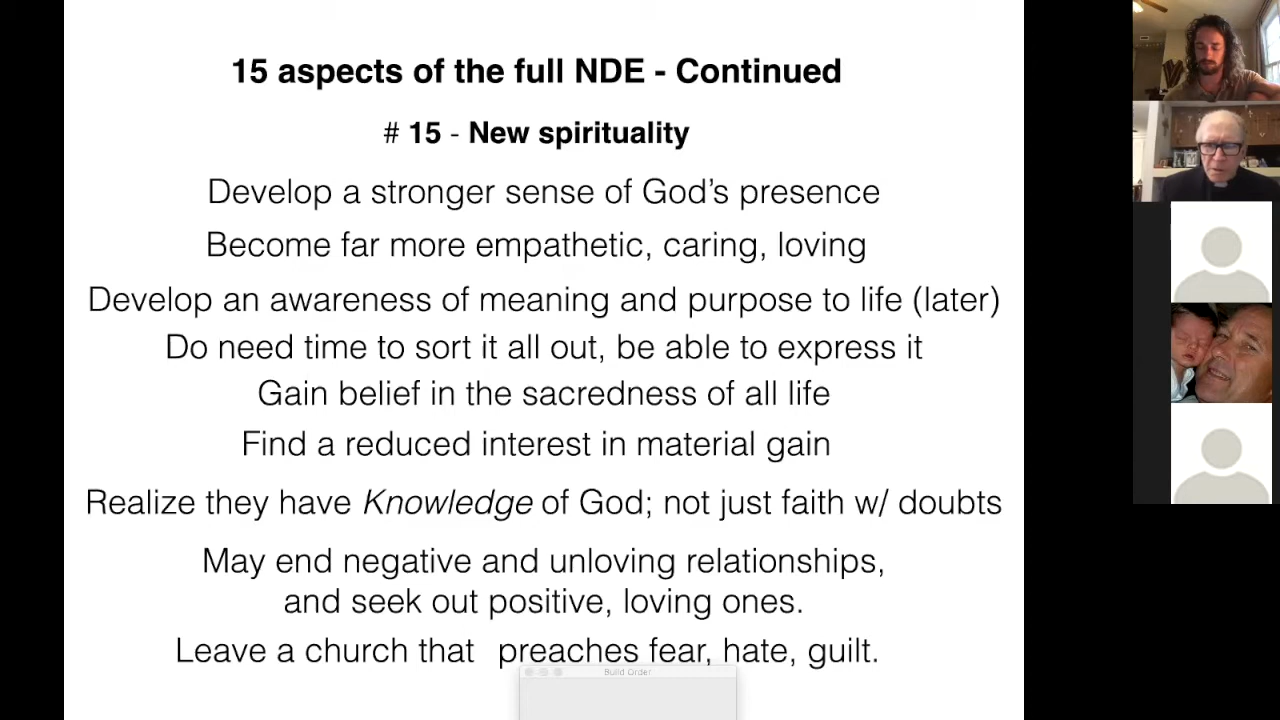 15 aspects of the full NDE - Continued
# 15 - New spirituality
Develop a stronger sense of God’s presence
Become far more empathetic, caring, loving
Develop an awareness of meaning and purpose to life (later)
Do need time to sort it all out, be able to express it
Gain belief in the sacredness of all life
Find a reduced interest in material gain
Realize they have Knowledge of God; not just faith w/ doubts
May end negative and unloving relationships,
and seek out positive, loving ones.
Leave a church that preaches fear, hate, guilt.
Build Order